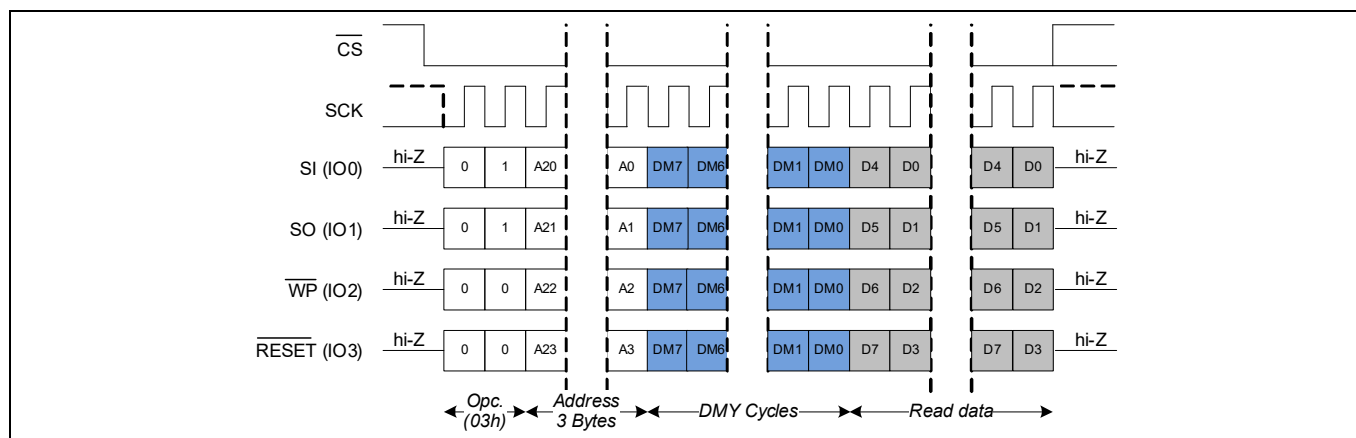 CS
SCK
SI (IO0) hi-Z 0 1 A20 A0 DM7 DM6 DM1 DM0 D4 D0 D4 D0 hi-Z
SO (IO1) hi-Z 0 1 A21 A1 DM7 DM6 DM1 DM0 D5 D1 D5 D1 hi-Z
WP (IO2) hi-Z 0 0 A22 A2 DM7 DM6 DM1 DM0 D6 D2 D6 D2 hi-Z
RESET (IO3) hi-Z 0 0 A23 A3 DM7 DM6 DM1 DM0 D7 D3 D7 D3 hi-Z
Opc. Address DMY Cycles Read data
(03h) 3 Bytes